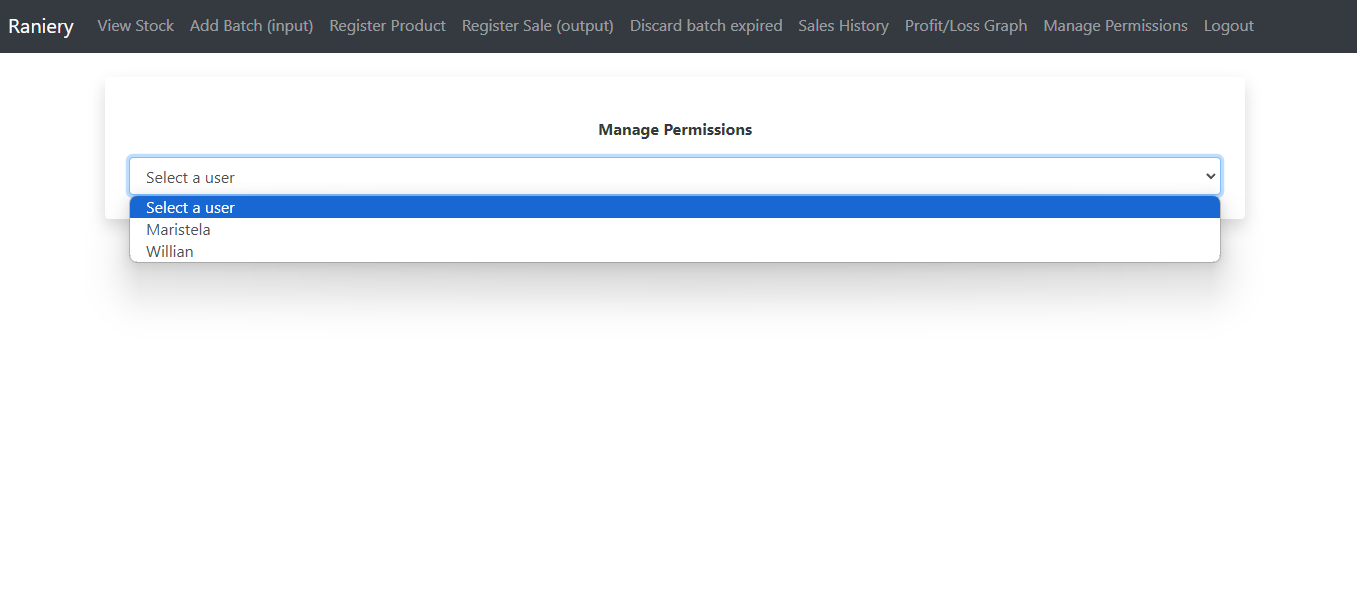 Raniery View Stock Add Batch (input) Register Product Register Sale (output) Discard batch expired Sales History Profit/Loss Graph Manage Permissions Logout
Manage Permissions
Select a user
Select a user
Maristela
Willian